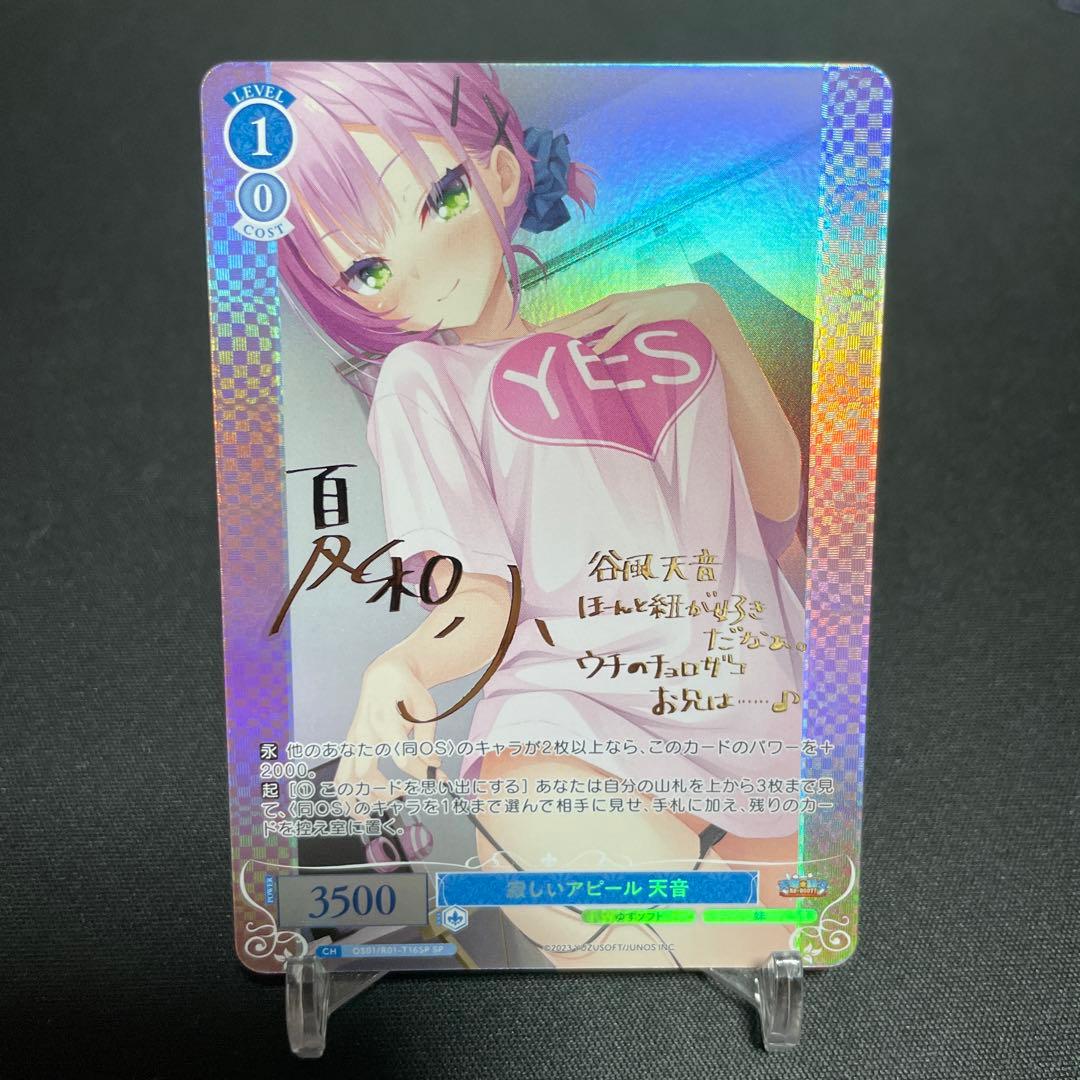 LEVEL
1
0
COST
YES
夏和小
谷風天音
ほーんと紐が好き
だなぁ。
ウチのチョロザコ
お兄は……♪
永 他のあなたの《同OS》のキャラが2枚以上なら、このカードのパワーを+
2000。
起 [① このカードを思い出にする] あなたは自分の山札を上から3枚まで見
て、《同OS》のキャラを1枚まで選んで相手に見せ、手札に加え、残りのカー
ドを控え室に置く。
POWER
3500
寂しいアピール 天音
ゆずソフト
妹
CH
OS01/R01-T16SP SP
©2023 YUZUSOFT/JUNOS INC.